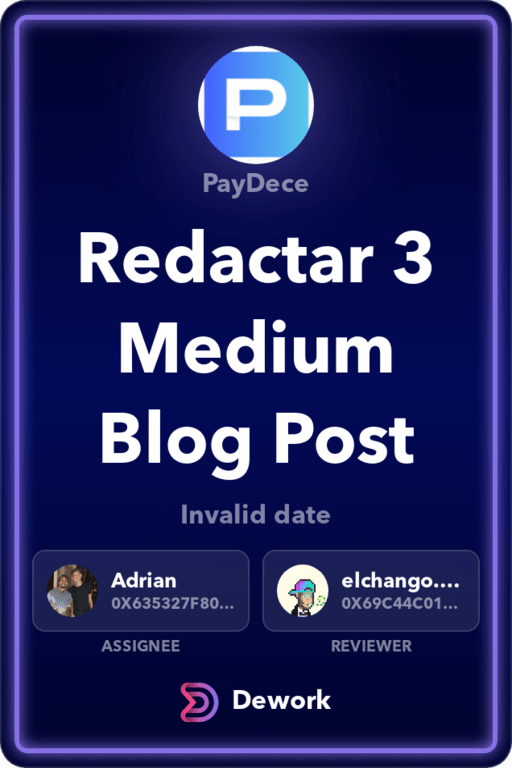 P
PayDece
Redactar 3
Medium
Blog Post
Invalid date
Adrian
0X635327F80...
ASSIGNEE
elchango....
0X69C44C01...
REVIEWER
Dework